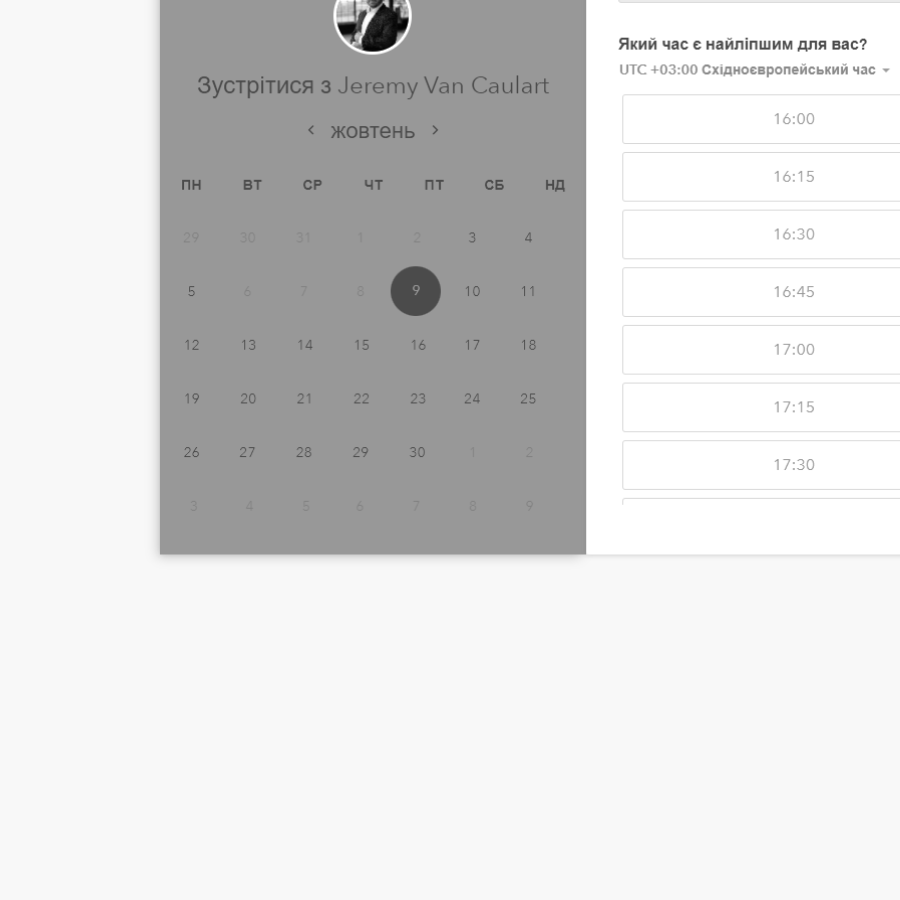 Зустрітися з Jeremy Van Caulart
жовтень
ПН ВТ СР ЧТ ПТ СБ НД
29 30 31 1 2 3 4
5 6 7 8 9 10 11
12 13 14 15 16 17 18
19 20 21 22 23 24 25
26 27 28 29 30 1 2
3 4 5 6 7 8 9
Який час є найліпшим для вас?
UTC +03:00 Східноєвропейський час
16:00
16:15
16:30
16:45
17:00
17:15
17:30